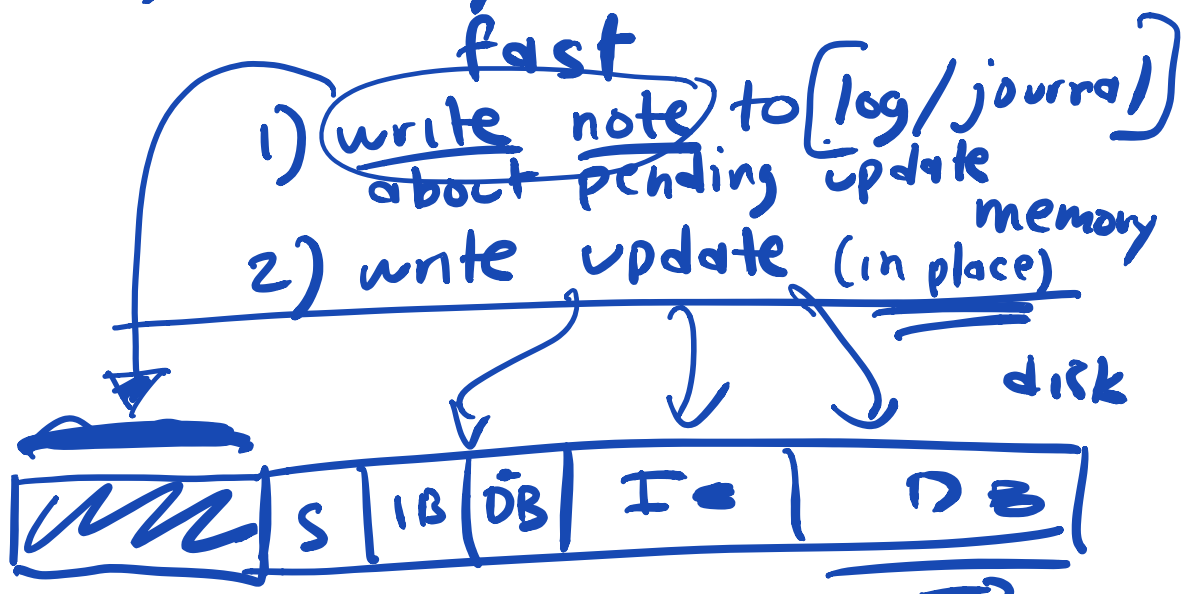 fast
1) write note to [log/journal]
about pending update
memory
2) write update (in place)
disk
S IB DB I D B